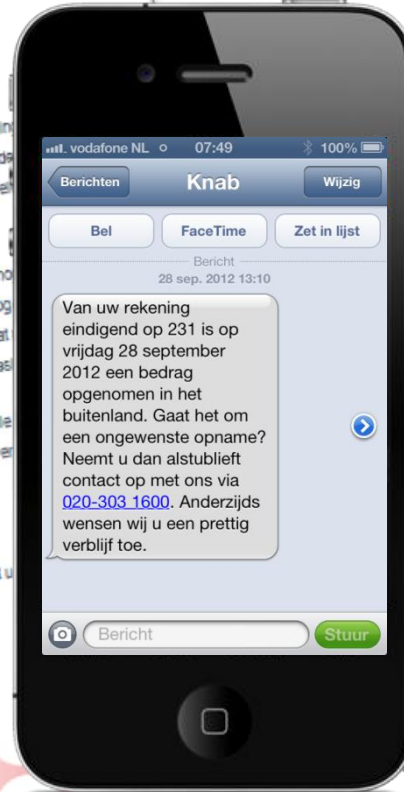 vodafone NL 07:49 100%
Berichten Knab Wijzig
Bel FaceTime Zet in lijst
Bericht
28 sep. 2012 13:10
Van uw rekening
eindigend op 231 is op
vrijdag 28 september
2012 een bedrag
opgenomen in het
buitenland. Gaat het om
een ongewenste opname?
Neemt u dan alstublieft
contact op met ons via
020-303 1600. Anderzijds
wensen wij u een prettig
verblijf toe.
Bericht Stuur